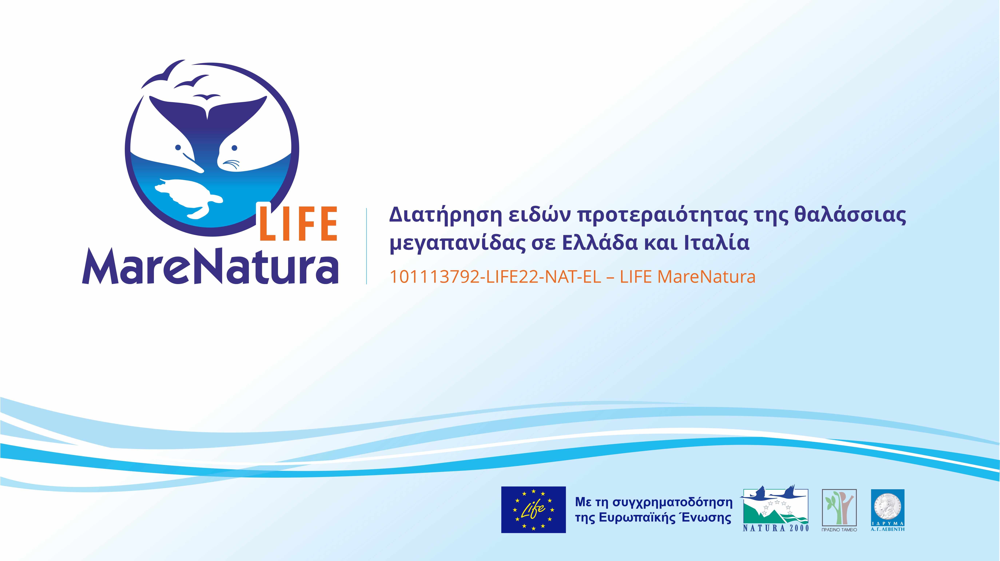 LIFE
MareNatura
Διατήρηση ειδών προτεραιότητας της θαλάσσιας
μεγαπανίδας σε Ελλάδα και Ιταλία
101113792-LIFE22-NAT-EL – LIFE MareNatura
Life
Με τη συγχρηματοδότηση
της Ευρωπαϊκής Ένωσης
NATURA 2000
ΠΡΑΣΙΝΟ ΤΑΜΕΙΟ
ΙΔΡΥΜΑ
Α. Γ. ΛΕΒΕΝΤΗ